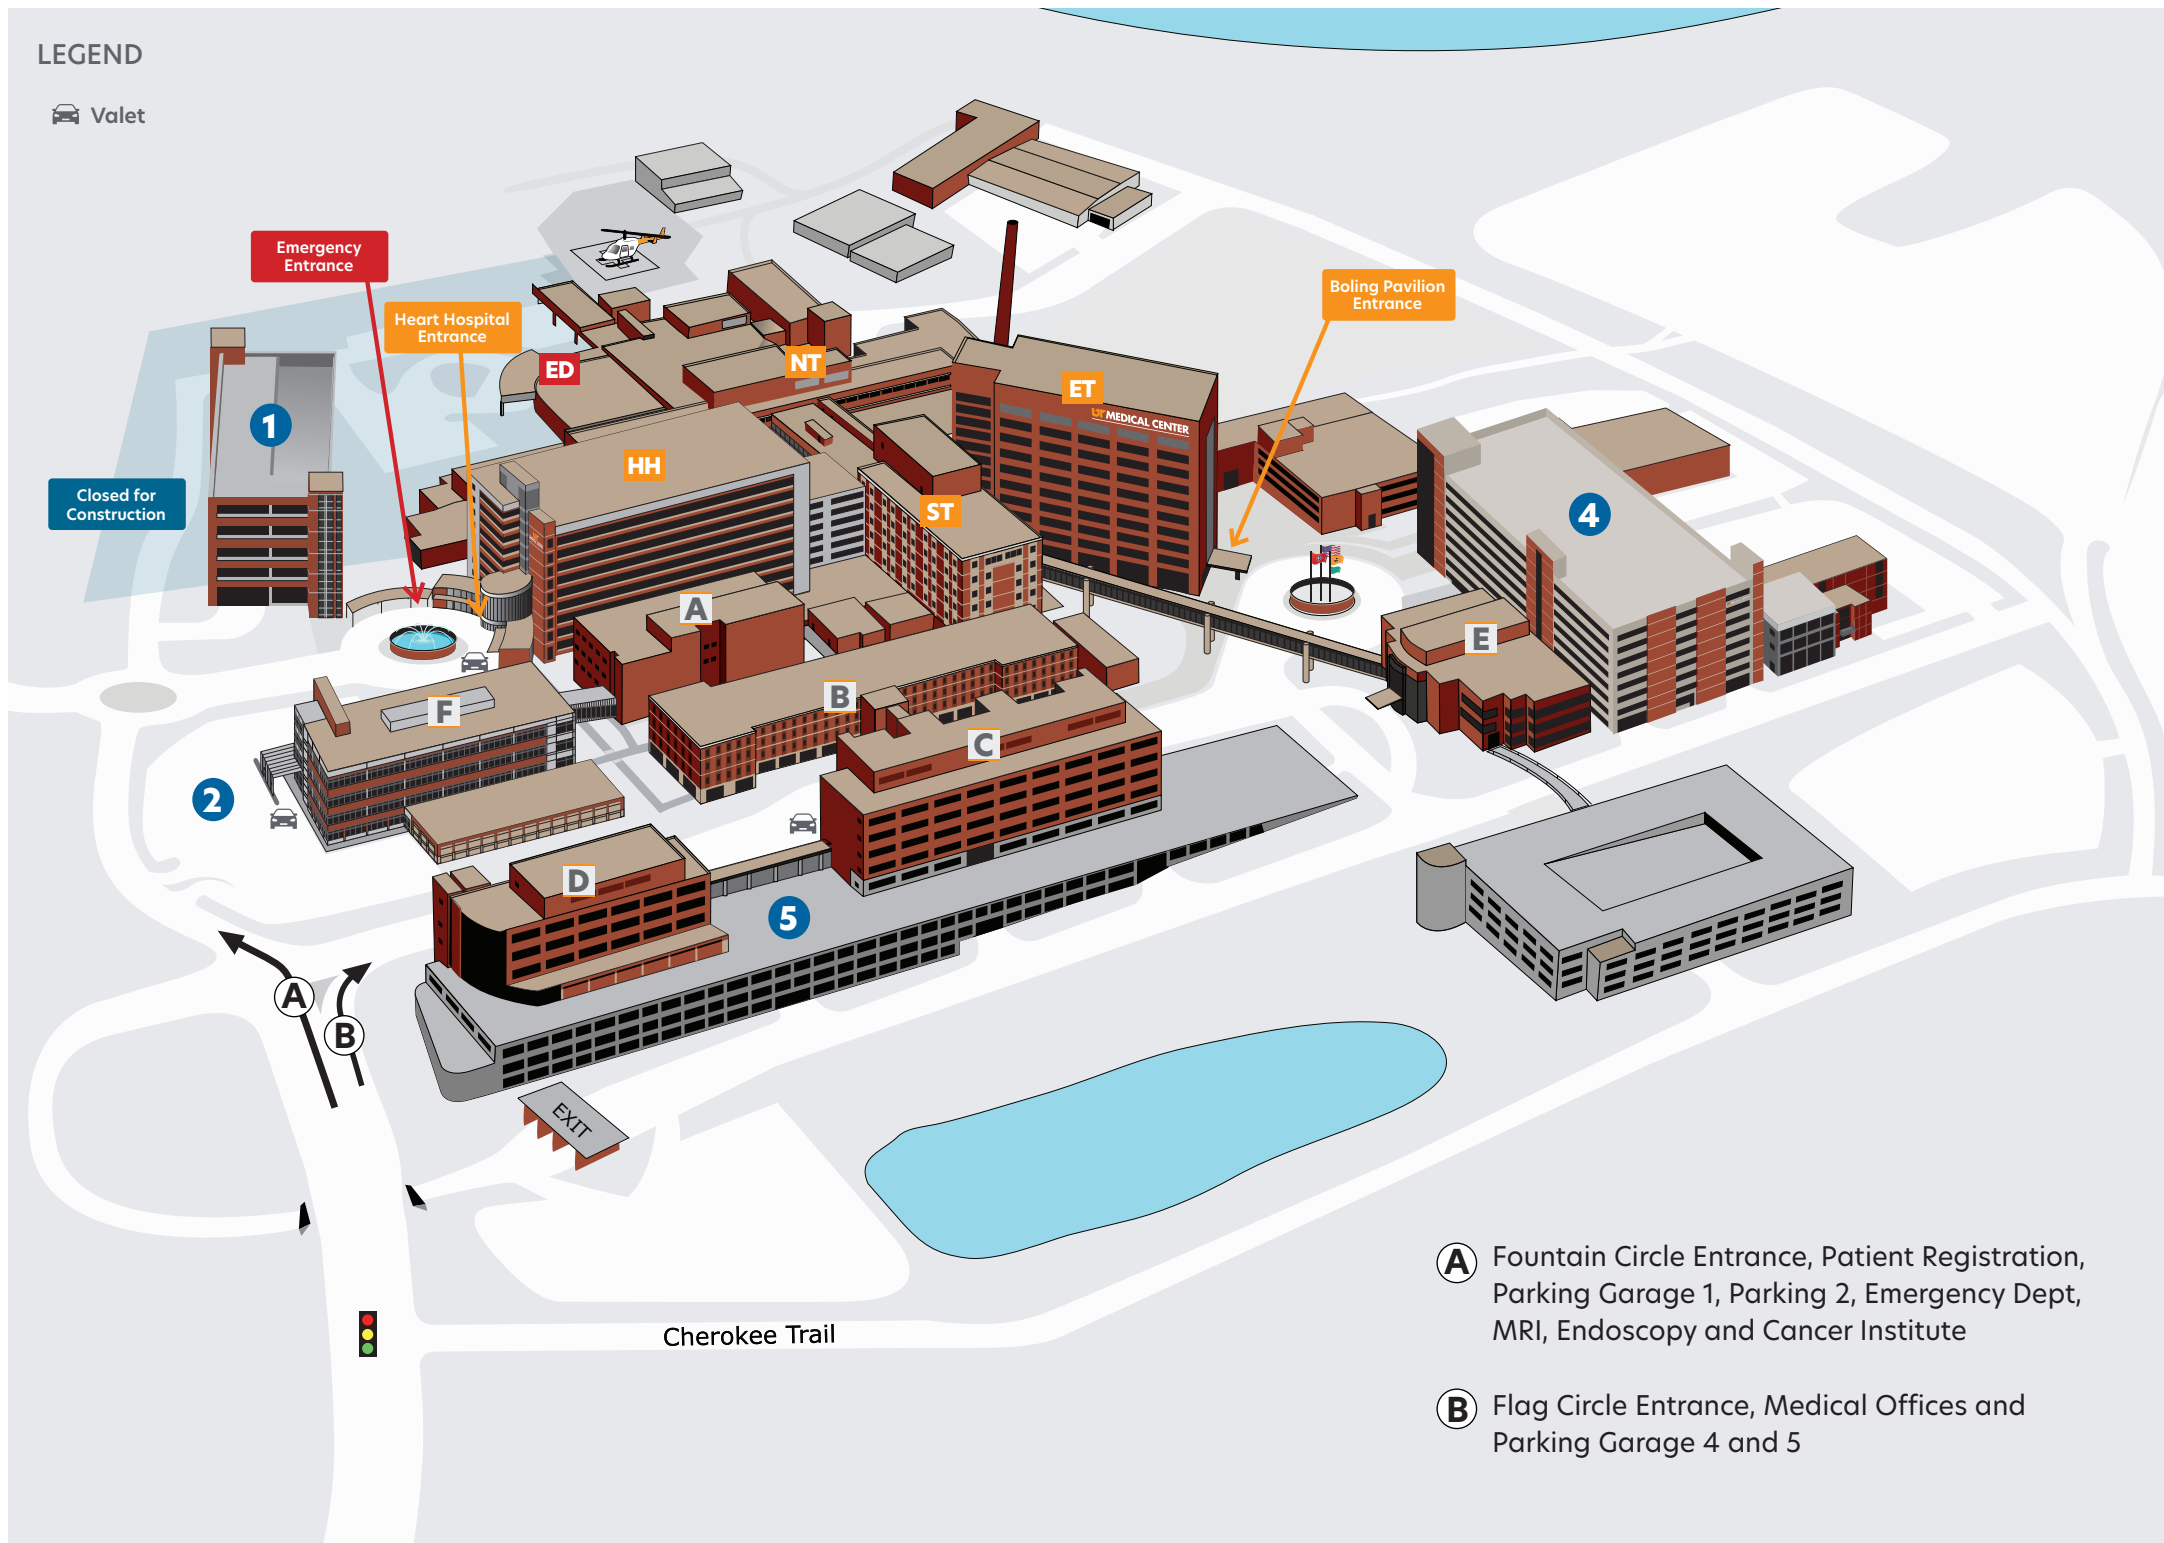 LEGEND
Valet
Emergency
Entrance
Heart Hospital
Entrance
Boling Pavilion
Entrance
ED
NT
ET
UT MEDICAL CENTER
1
HH
Closed for
Construction
ST
4
A
E
B
F
C
2
D
5
A
B
EXIT
A Fountain Circle Entrance, Patient Registration,
Parking Garage 1, Parking 2, Emergency Dept,
MRI, Endoscopy and Cancer Institute
Cherokee Trail
B Flag Circle Entrance, Medical Offices and
Parking Garage 4 and 5